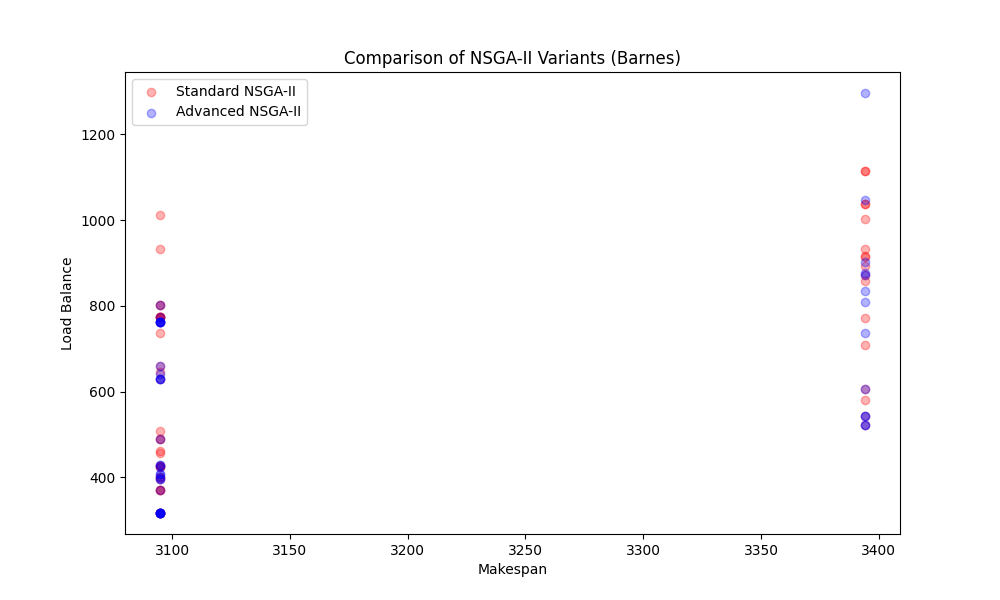 Comparison of NSGA-II Variants (Barnes)
Standard NSGA-II
Advanced NSGA-II
Load Balance
1200
1000
800
600
400
3100 3150 3200 3250 3300 3350 3400
Makespan